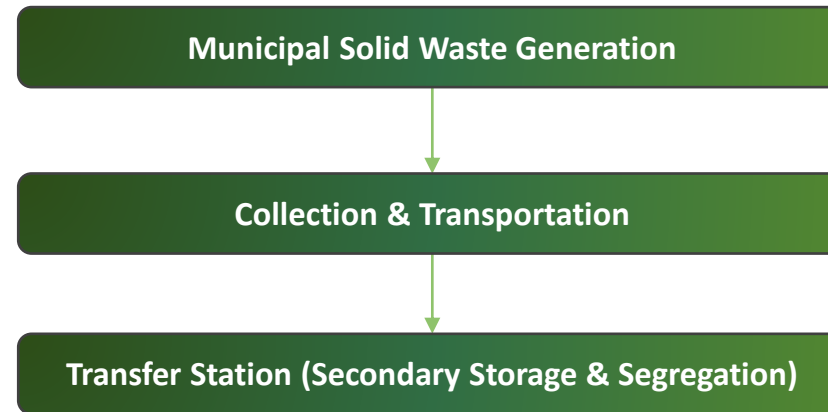 Municipal Solid Waste Generation
Collection & Transportation
Transfer Station (Secondary Storage & Segregation)